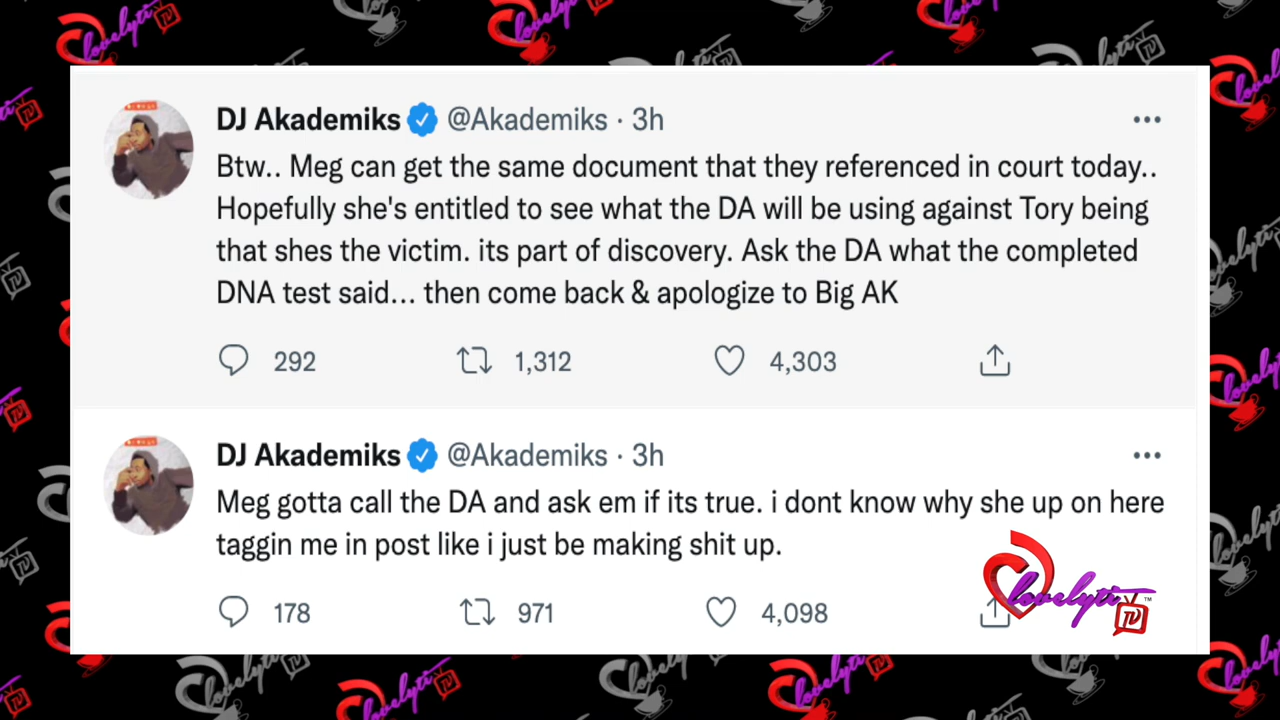 DJ Akademiks @Akademiks · 3h
Btw.. Meg can get the same document that they referenced in court today..
Hopefully she's entitled to see what the DA will be using against Tory being
that shes the victim. its part of discovery. Ask the DA what the completed
DNA test said... then come back & apologize to Big AK
292 1,312 4,303
DJ Akademiks @Akademiks · 3h
Meg gotta call the DA and ask em if its true. i dont know why she up on here
taggin me in post like i just be making shit up.
178 971 4,098
lovelyti TV™